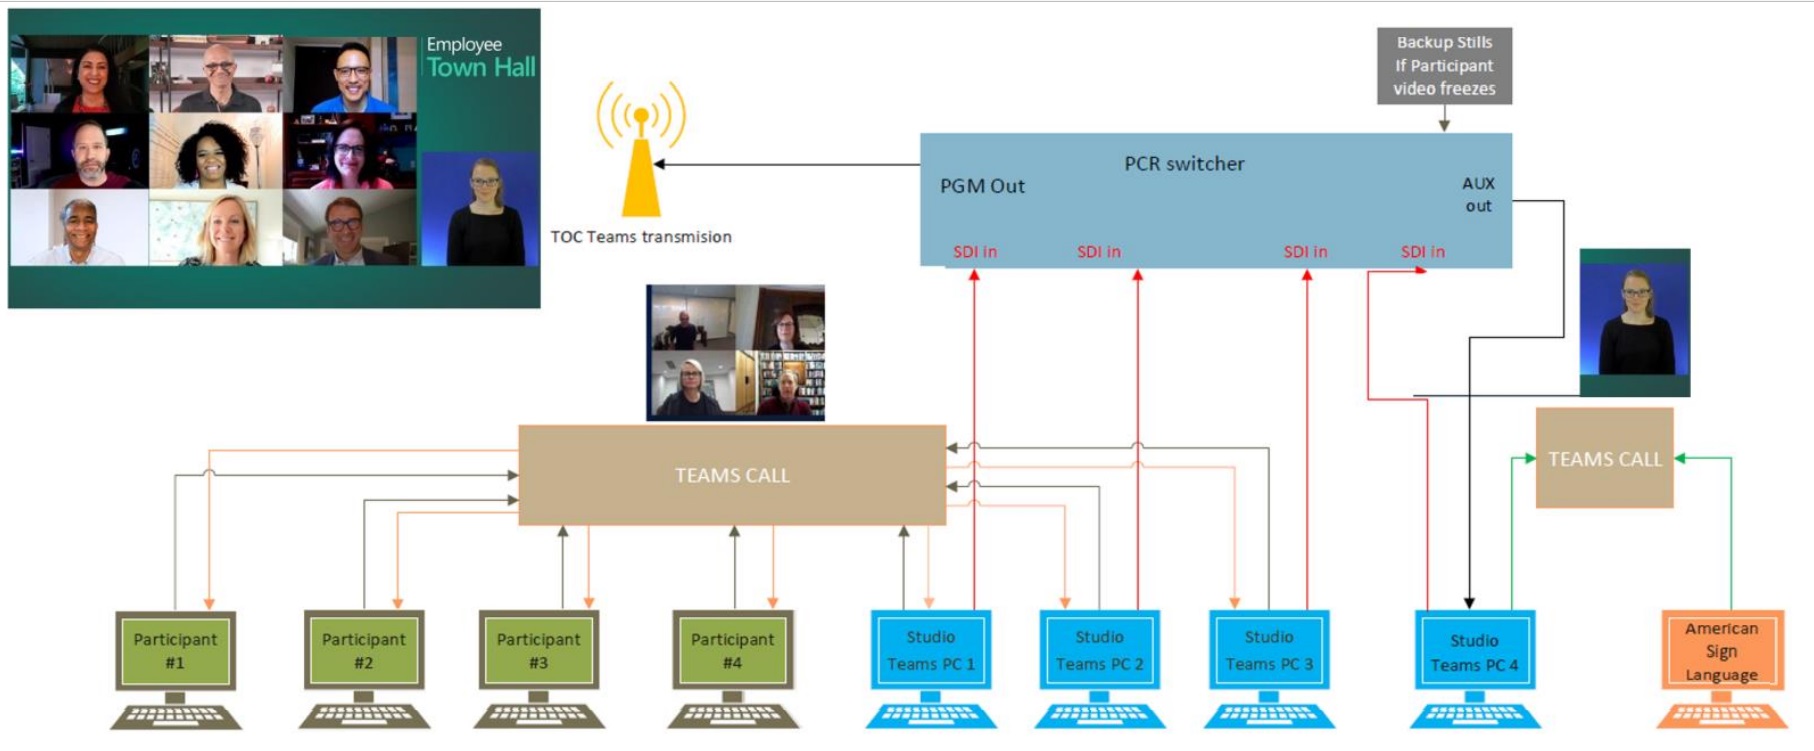 Employee
Town Hall
Backup Stills
If Participant
video freezes
PCR switcher
PGM Out
AUX
out
TOC Teams transmision
SDI in
SDI in
SDI in
SDI in
TEAMS CALL
TEAMS CALL
Participant
#1
Participant
#2
Participant
#3
Participant
#4
Studio
Teams PC 1
Studio
Teams PC 2
Studio
Teams PC 3
Studio
Teams PC 4
American
Sign
Language